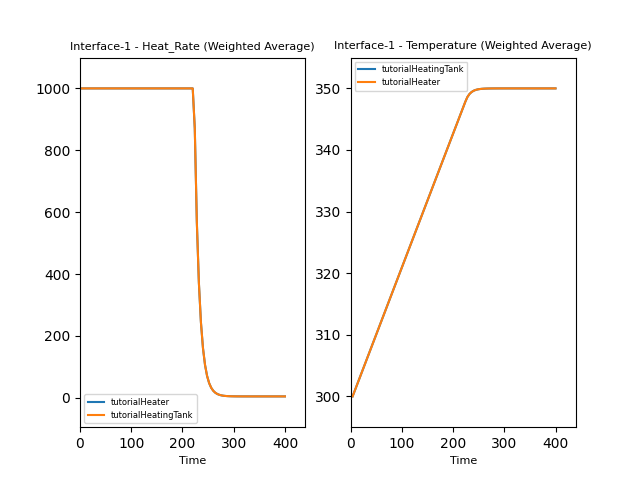 Interface-1 - Heat_Rate (Weighted Average)
1000
800
600
400
200
0
tutorialHeater
tutorialHeatingTank
0 100 200 300 400
Time
Interface-1 - Temperature (Weighted Average)
tutorialHeatingTank
tutorialHeater
350
340
330
320
310
300
0 100 200 300 400
Time